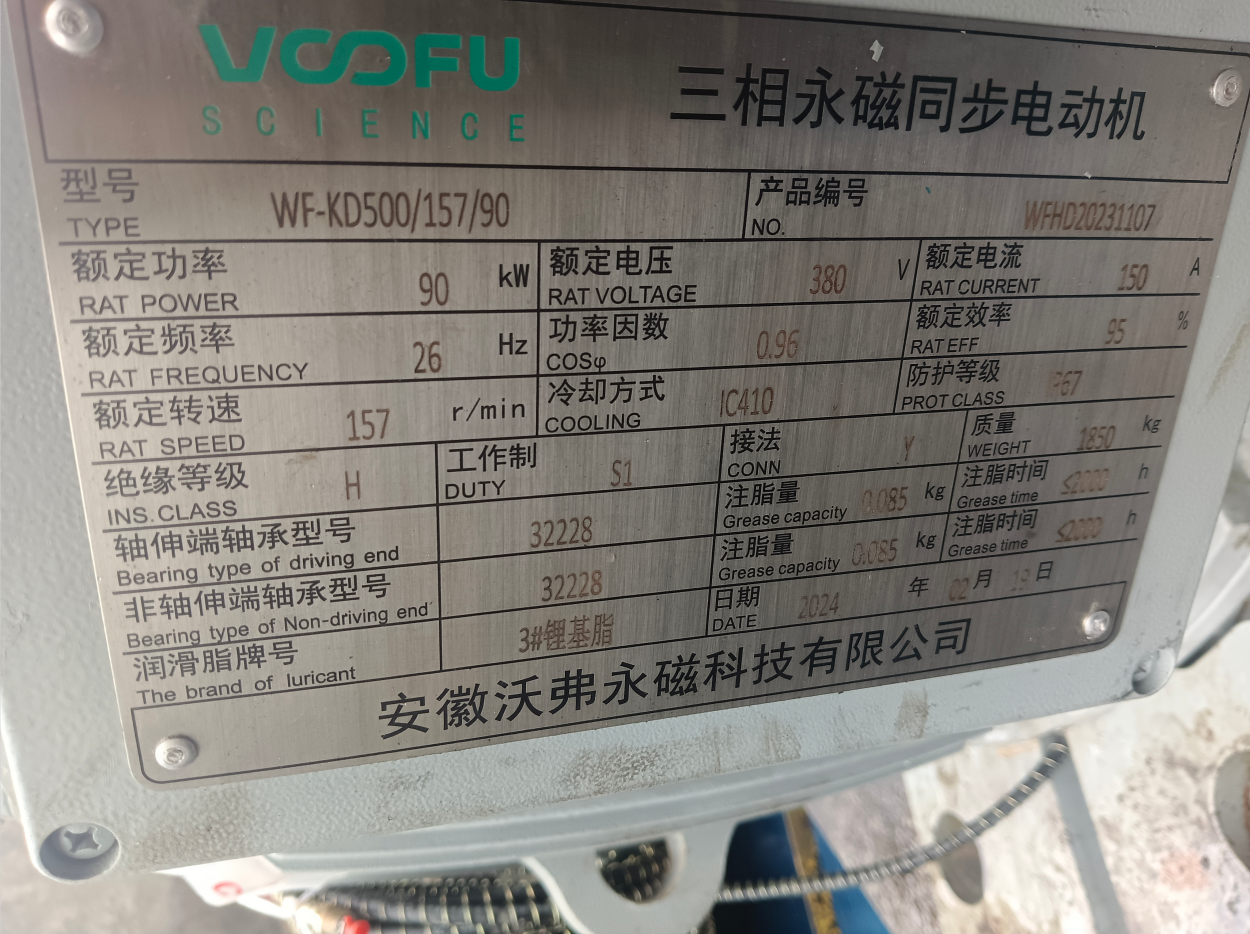 VOOFU
SCIENCE
三相永磁同步电动机
型号 TYPE WF-KD500/157/90 产品编号 NO. WFHD20231107
额定功率 RAT POWER 90 kW 额定电压 RAT VOLTAGE 380 V 额定电流 RAT CURRENT 150 A
额定频率 RAT FREQUENCY 26 Hz 功率因数 COSφ 0.96 额定效率 RAT EFF 95 %
额定转速 RAT SPEED 157 r/min 冷却方式 COOLING IC410 防护等级 PROT CLASS P67
绝缘等级 INS.CLASS H 工作制 DUTY S1 接法 CONN Y 质量 WEIGHT 1850 kg
轴伸端轴承型号 Bearing type of driving end 32228 注脂量 Grease capacity 0.085 kg 注脂时间 Grease time ≤2000 h
非轴伸端轴承型号 Bearing type of Non-driving end 32228 注脂量 Grease capacity 0.085 kg 注脂时间 Grease time ≤2000 h
润滑脂牌号 The brand of luricant 3#锂基脂 日期 DATE 2024 年 02 月 日
安徽沃弗永磁科技有限公司